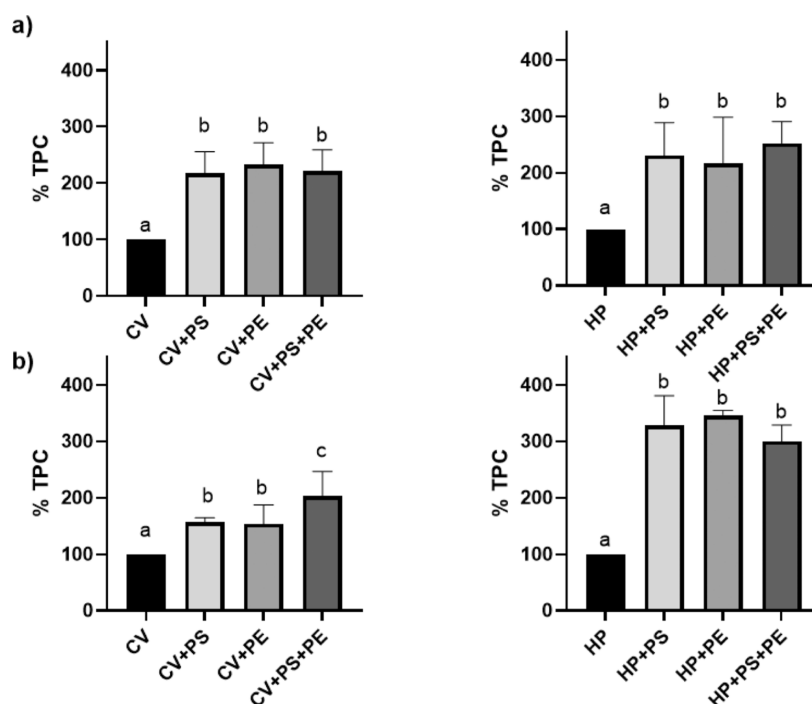 a)
% TPC
400
300
200
100
0
a
b
b
b
CV
CV+PS
CV+PE
CV+PS+PE
% TPC
400
300
200
100
0
a
b
b
b
HP
HP+PS
HP+PE
HP+PS+PE
b)
% TPC
400
300
200
100
0
a
b
b
c
CV
CV+PS
CV+PE
CV+PS+PE
% TPC
400
300
200
100
0
a
b
b
b
HP
HP+PS
HP+PE
HP+PS+PE